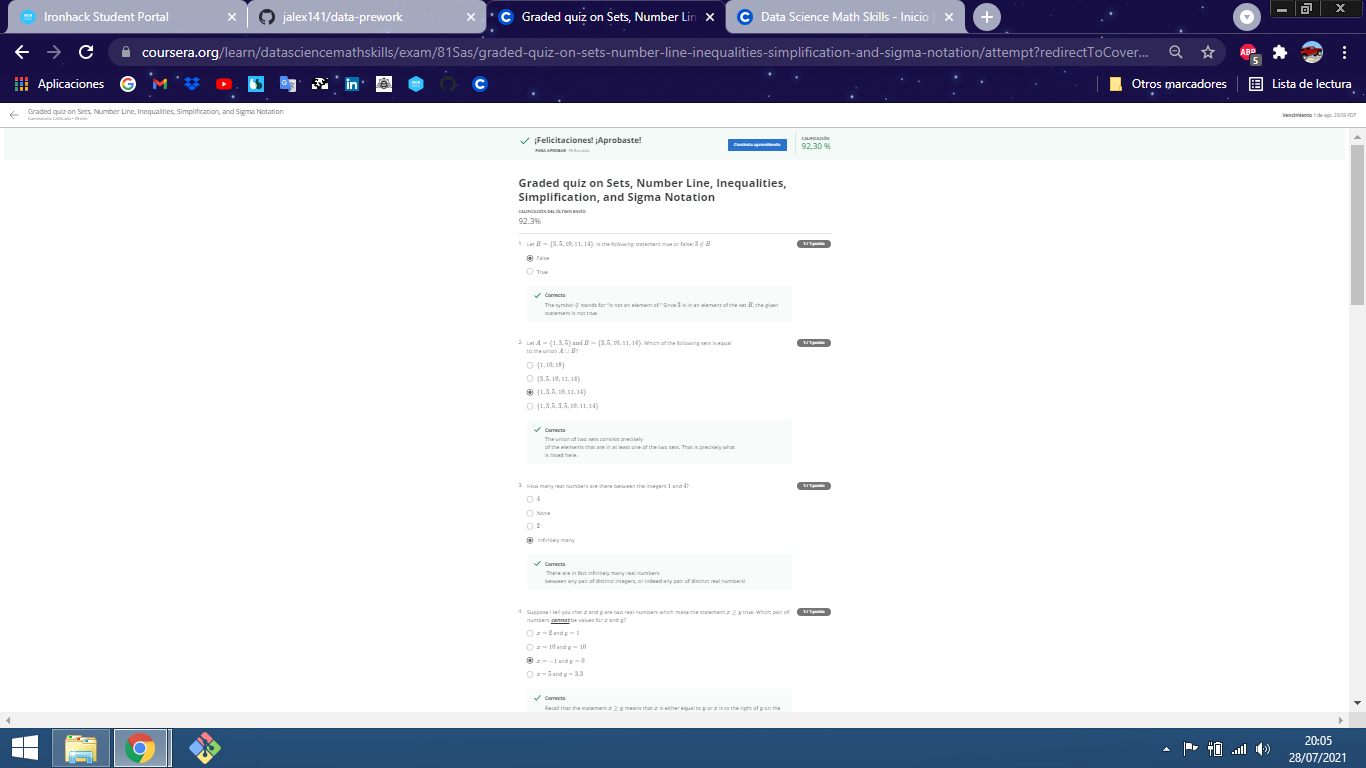 Ironhack Student Portal
jalex141/data-prework
Graded quiz on Sets, Number Lin
Data Science Math Skills - Inicio |
coursera.org/learn/datasciencemathskills/exam/81Sas/graded-quiz-on-sets-number-line-inequalities-simplification-and-sigma-notation/attempt?redirectToCover...
ABP
5
Aplicaciones
Otros marcadores
Lista de lectura
Graded quiz on Sets, Number Line, Inequalities, Simplification, and Sigma Notation
Vencimiento 1 de ago. 23:59 PDT
¡Felicitaciones! ¡Aprobaste!
PARA APROBAR
Continúa aprendiendo
CALIFICACIÓN
92,30 %
Graded quiz on Sets, Number Line, Inequalities,
Simplification, and Sigma Notation
CALIFICACIÓN DEL ÚLTIMO ENVÍO
92.3%
1. Let B = {3, 5, 10, 11, 14}. Is the following statement true or false: 3 ∉ B
1 / 1 punto
False
True
Correcto
The symbol ∉ stands for "is not an element of." Since 3 is in an element of the set B, the given
statement is not true.
2. Let A = {1, 3, 5} and B = {3, 5, 10, 11, 14}. Which of the following sets is equal
to the union A ∪ B?
1 / 1 punto
{1, 10, 18}
{3, 5, 10, 11, 14}
{1, 3, 5, 10, 11, 14}
{1, 3, 5, 3, 5, 10, 11, 14}
Correcto
The union of two sets consists precisely
of the elements that are in at least one of the two sets. That is precisely what
is listed here.
3. How many real numbers are there between the integers 1 and 4?
1 / 1 punto
4
None
2
Infinitely many
Correcto
There are in fact infinitely many real numbers
between any pair of distinct integers, or indeed any pair of distinct real numbers!
4. Suppose I tell you that x and y are two real numbers which make the statement x ≥ y true. Which pair of
numbers cannot be values for x and y?
1 / 1 punto
x = 2 and y = 1
x = 10 and y = 10
x = −1 and y = 0
x = 5 and y = 3.3
Correcto
Recall that the statement x ≥ y means that x is either equal to y or x is to the right of y on the
20:05
28/07/2021